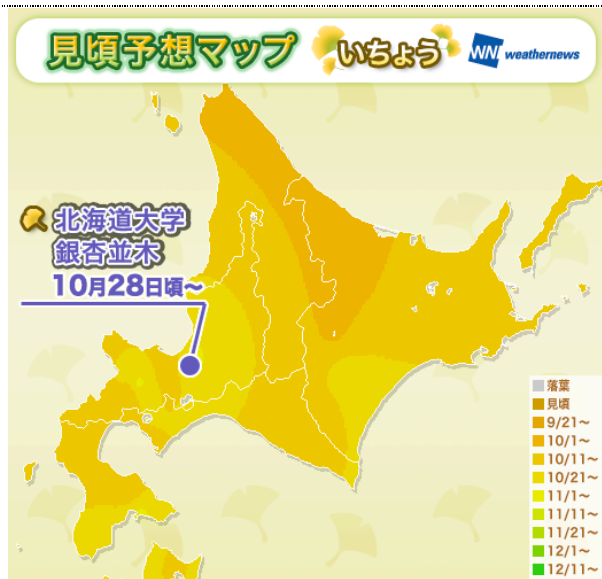 見頃予想マップ いちょう WNI weathernews
北海道大学
銀杏並木
10月28日頃～
落葉
見頃
9/21～
10/1～
10/11～
10/21～
11/1～
11/11～
11/21～
12/1～
12/11～